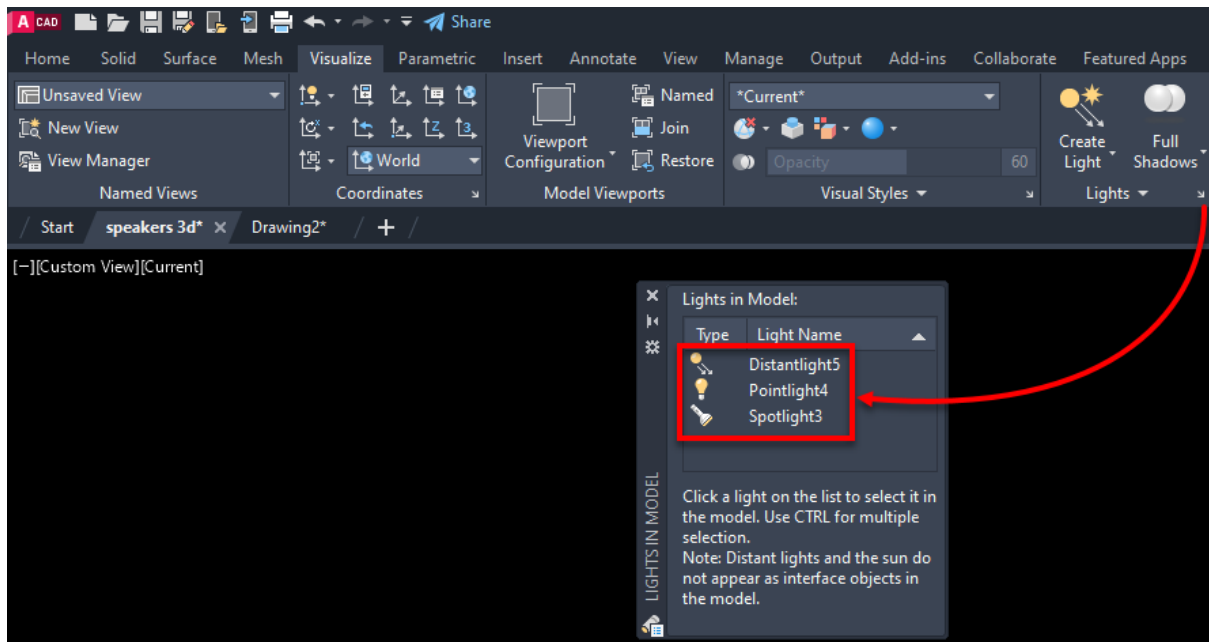 A CAD Share
Home Solid Surface Mesh Visualize Parametric Insert Annotate View Manage Output Add-ins Collaborate Featured Apps
Unsaved View
New View
View Manager
Named Views
World
Coordinates
Viewport
Configuration
Named
Join
Restore
Model Viewports
*Current*
Opacity 60
Visual Styles
Create
Light
Full
Shadows
Lights
Start speakers 3d* Drawing2*
[−][Custom View][Current]
Lights in Model:
Type Light Name
Distantlight5
Pointlight4
Spotlight3
Click a light on the list to select it in
the model. Use CTRL for multiple
selection.
Note: Distant lights and the sun do
not appear as interface objects in
the model.
LIGHTS IN MODEL